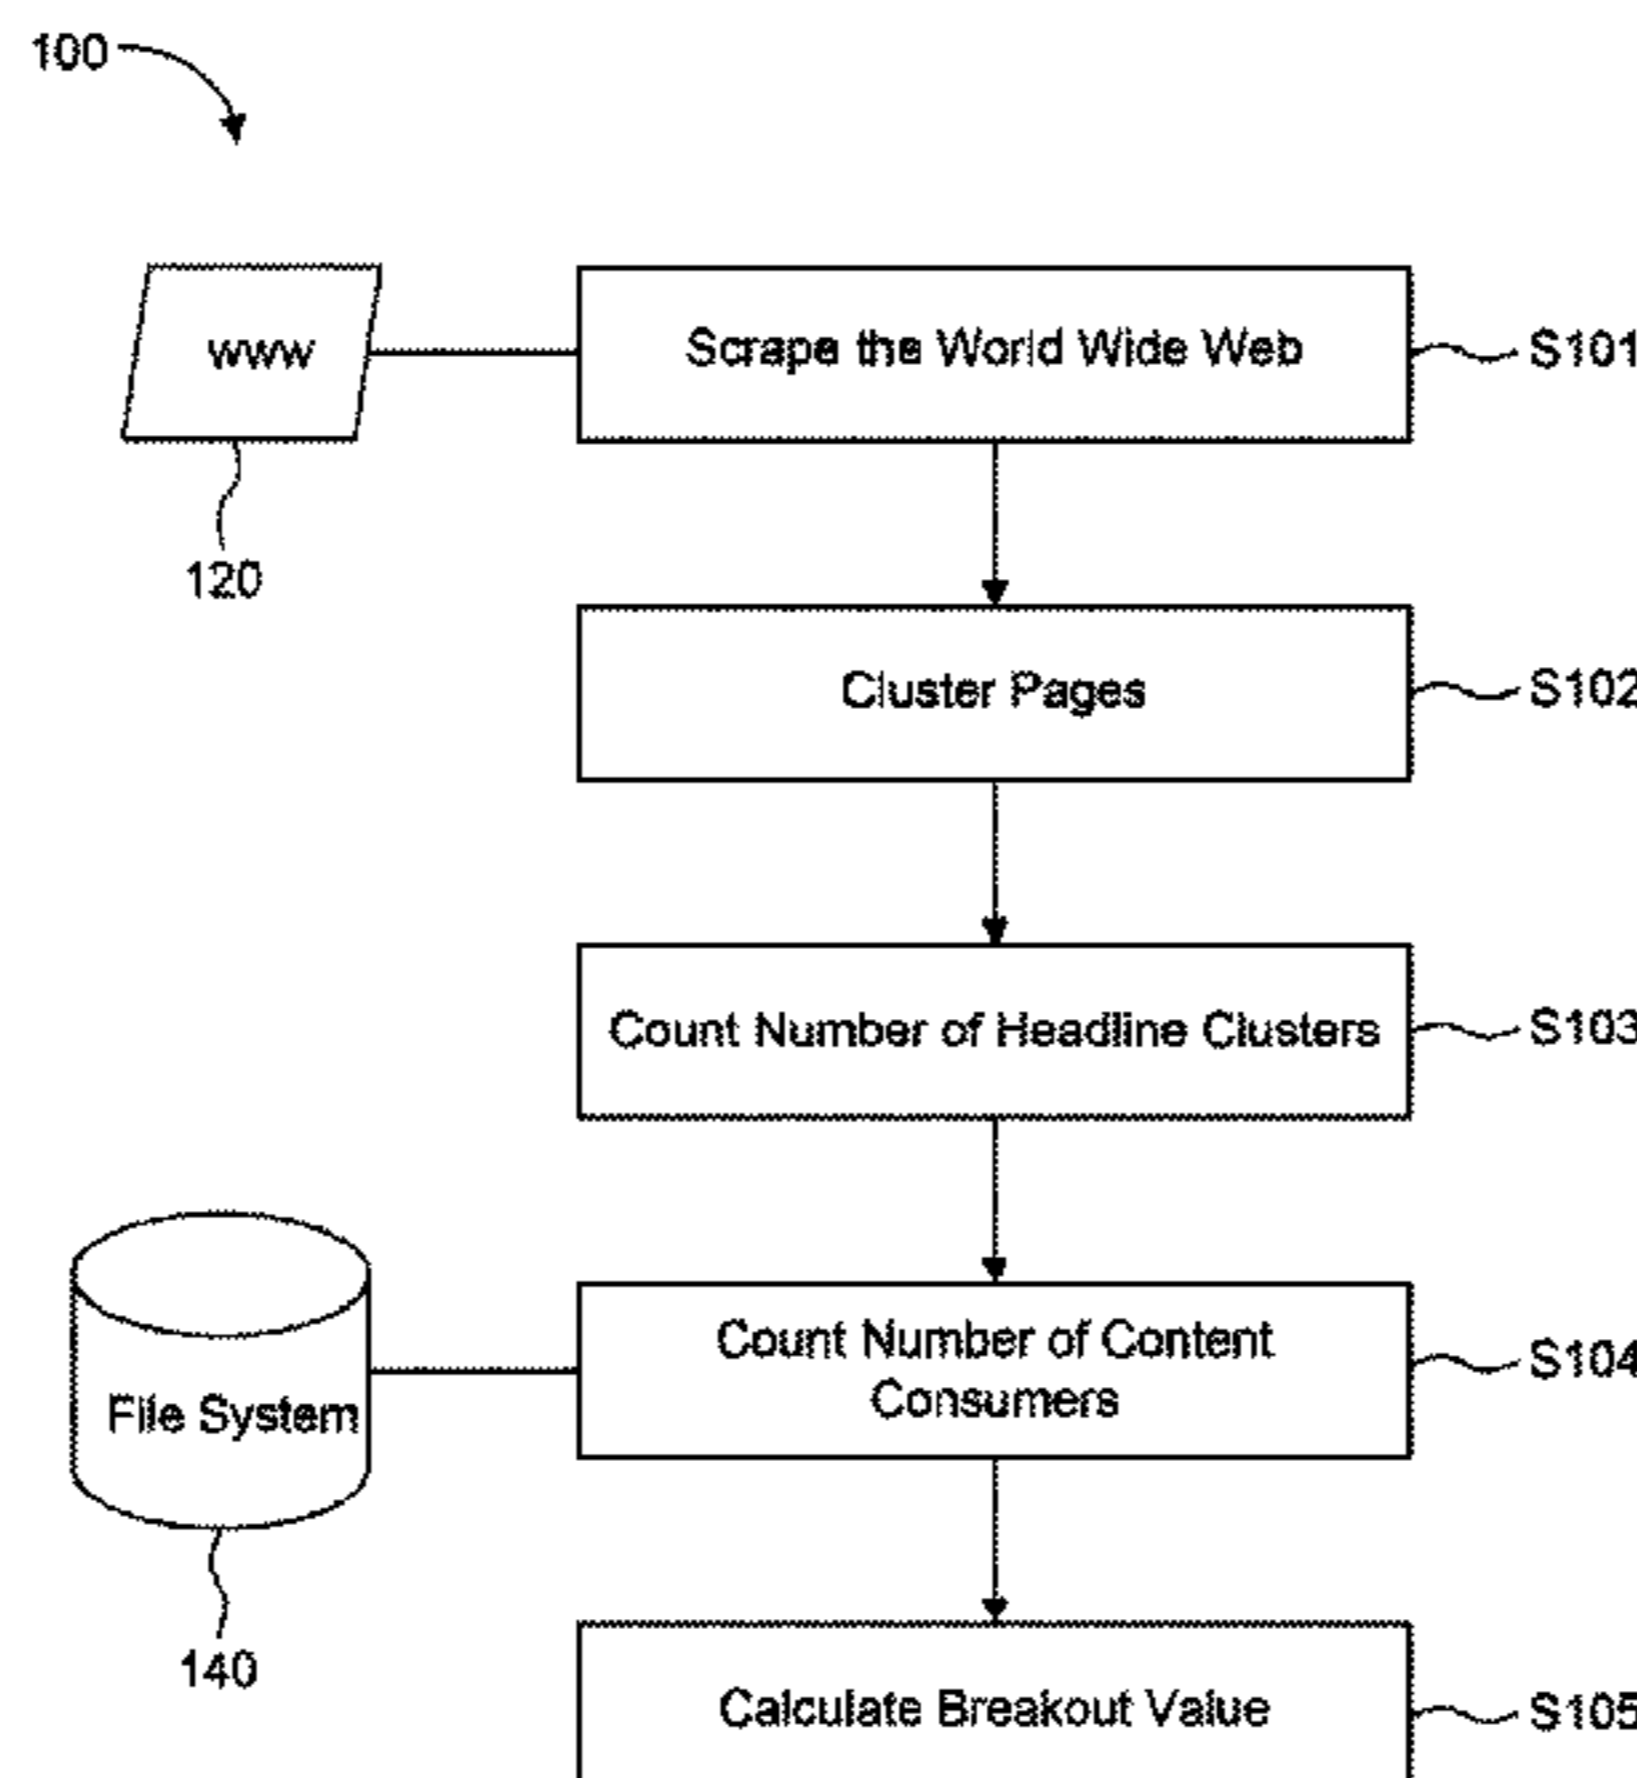 100
www
Scrape the World Wide Web
S101
120
Cluster Pages
S102
Count Number of Headline Clusters
S103
Count Number of Content
Consumers
S104
File System
140
Calculate Breakout Value
S105